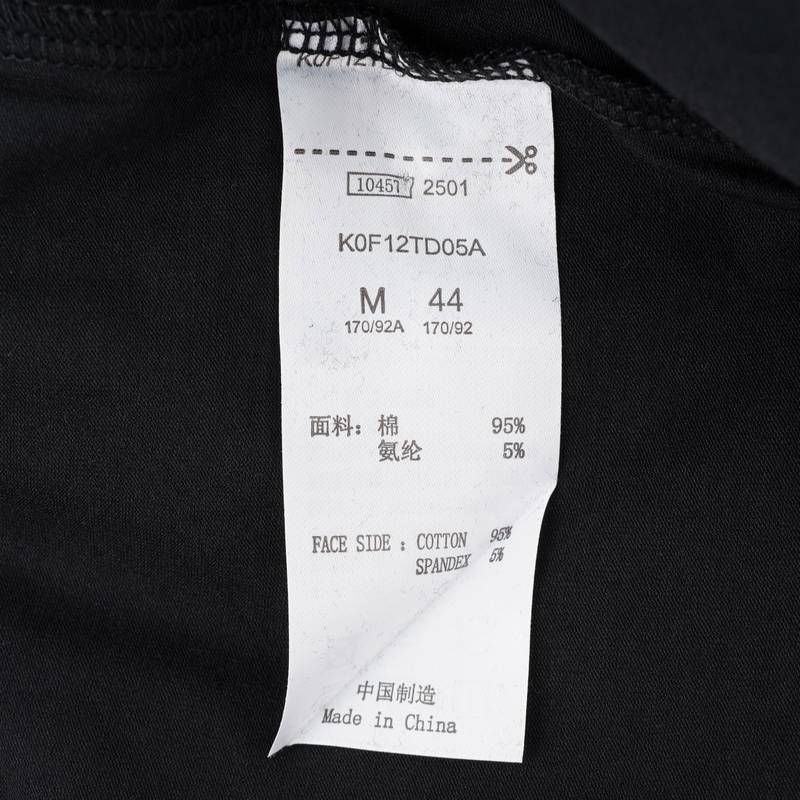 10457 2501
K0F12TD05A
M 44
170/92A 170/92
面料：棉 95%
氨纶 5%
FACE SIDE : COTTON 95%
SPANDEX 5%
中国制造
Made in China